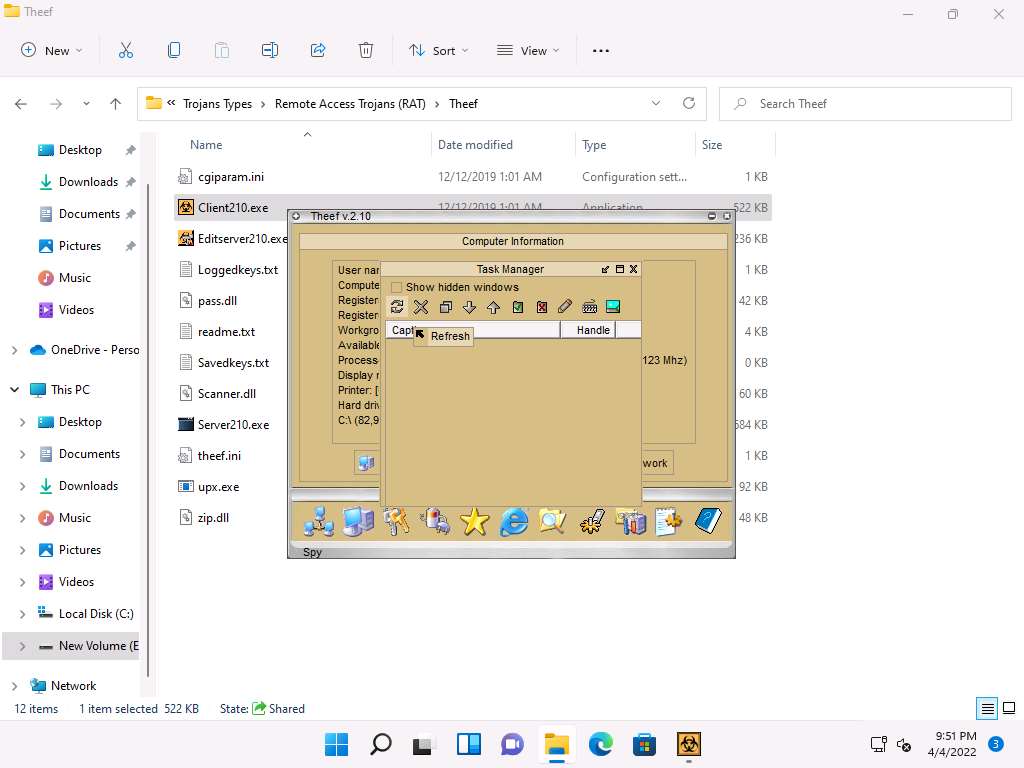 Theef
New
Sort
View
Trojans Types
Remote Access Trojans (RAT)
Theef
Search Theef
Name
Date modified
Type
Size
Desktop
Downloads
Documents
Pictures
Music
Videos
OneDrive - Perso
This PC
Desktop
Documents
Downloads
Music
Pictures
Videos
Local Disk (C:)
New Volume (E
Network
cgiparam.ini 12/12/2019 1:01 AM Configuration sett... 1 KB
Client210.exe 12/12/2019 1:01 AM Application 522 KB
Editserver210.exe 236 KB
Loggedkeys.txt 1 KB
pass.dll 42 KB
readme.txt 4 KB
Savedkeys.txt 0 KB
Scanner.dll 60 KB
Server210.exe 584 KB
theef.ini 1 KB
upx.exe 92 KB
zip.dll 48 KB
Theef v.2.10
Computer Information
User nar
Compute
Register
Register
Workgro
Available
Process 123 Mhz)
Display r
Printer: [
Hard driv
C:\ (82,9
work
Task Manager
Show hidden windows
Capt Handle
Refresh
Spy
12 items 1 item selected 522 KB State: Shared
9:51 PM
4/4/2022
3